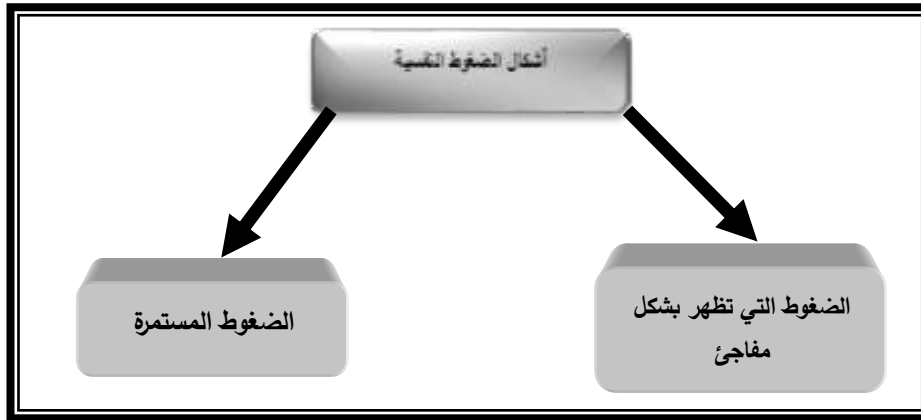 أشكال الضغوط النفسية
الضغوط التي تظهر بشكل
مفاجئ
الضغوط المستمرة